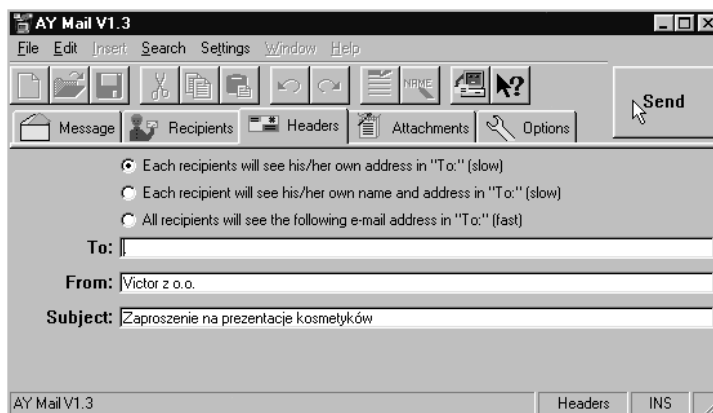 AY Mail V1.3
File Edit Insert Search Settings Window Help
NAME
Send
Message Recipients Headers Attachments Options
Each recipients will see his/her own address in "To:" (slow)
Each recipient will see his/her own name and address in "To:" (slow)
All recipients will see the following e-mail address in "To:" (fast)
To:
From: Victor z o.o.
Subject: Zaproszenie na prezentacje kosmetyków
AY Mail V1.3 Headers INS